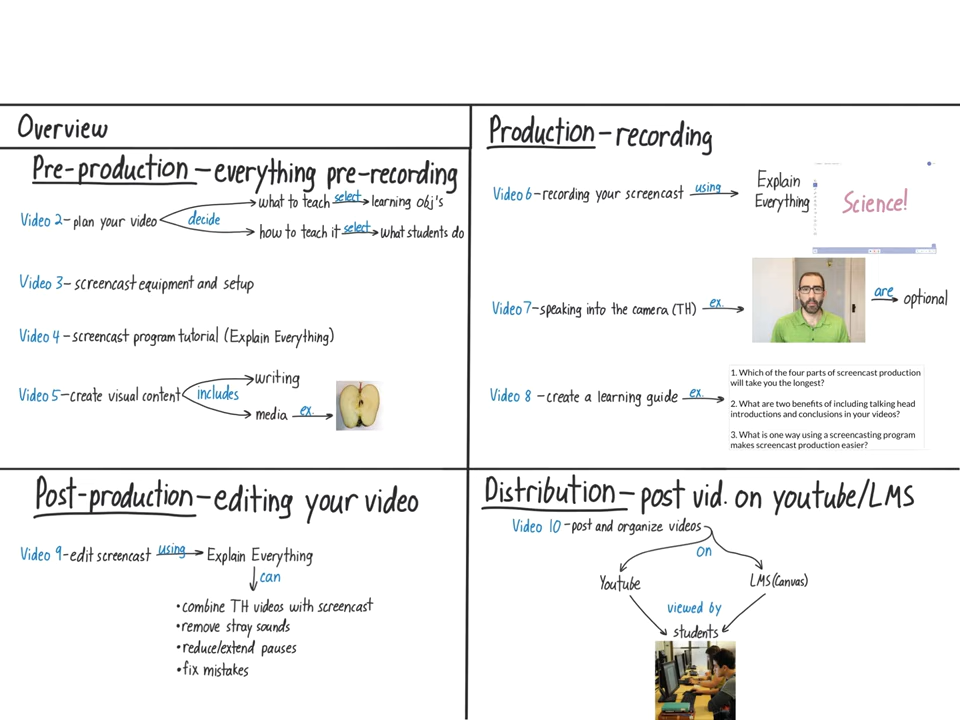 Overview
Pre-production – everything pre-recording
Video 2 – plan your video
decide
what to teach select learning obj's
how to teach it select what students do
Video 3 – screencast equipment and setup
Video 4 – screencast program tutorial (Explain Everything)
Video 5 – create visual content
includes
writing
media ex.
Production – recording
Video 6 – recording your screencast using
Explain
Everything
Science!
Video 7 – speaking into the camera (TH) ex.
are optional
Video 8 – create a learning guide ex.
1. Which of the four parts of screencast production
will take you the longest?
2. What are two benefits of including talking head
introductions and conclusions in your videos?
3. What is one way using a screencasting program
makes screencast production easier?
Post-production – editing your video
Video 9 – edit screencast using Explain Everything
can
• combine TH videos with screencast
• remove stray sounds
• reduce/extend pauses
• fix mistakes
Distribution – post vid. on youtube/LMS
Video 10 – post and organize videos
on
Youtube
LMS (Canvas)
viewed by
students